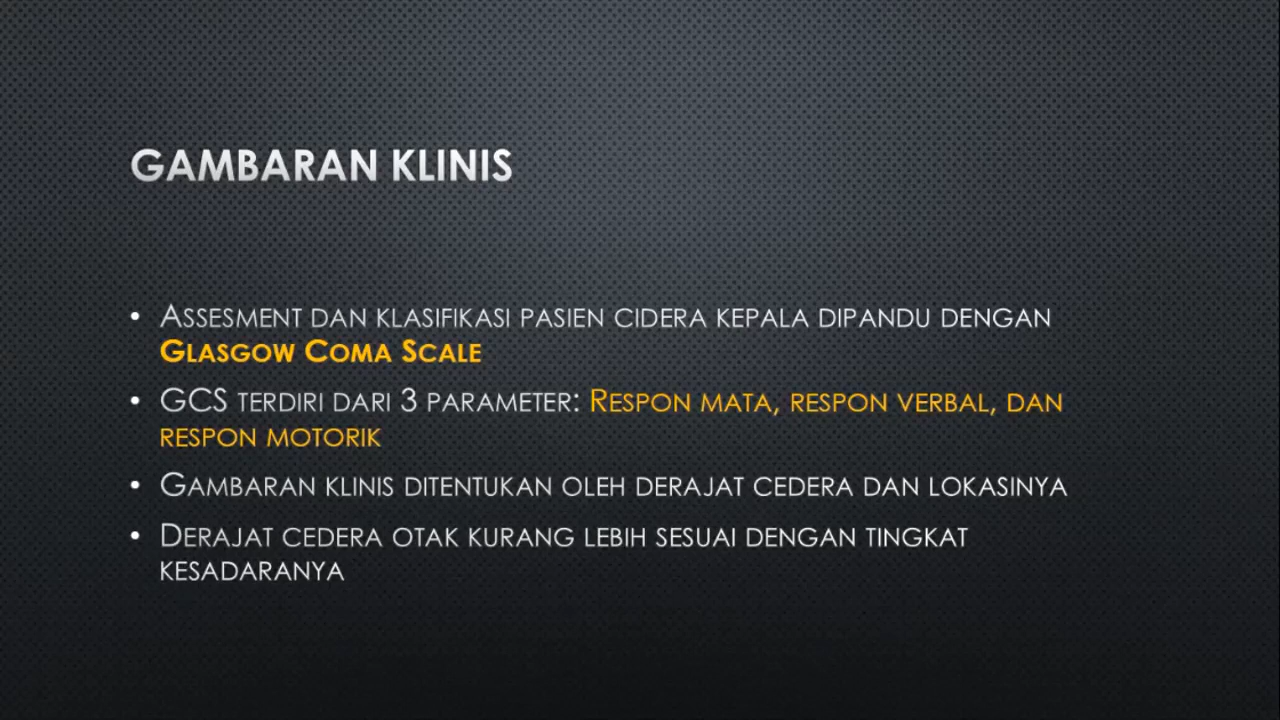 GAMBARAN KLINIS
• Assesment dan klasifikasi pasien cidera kepala dipandu dengan
Glasgow Coma Scale
• GCS terdiri dari 3 parameter: Respon mata, respon verbal, dan
respon motorik
• Gambaran klinis ditentukan oleh derajat cedera dan lokasinya
• Derajat cedera otak kurang lebih sesuai dengan tingkat
kesadaranya